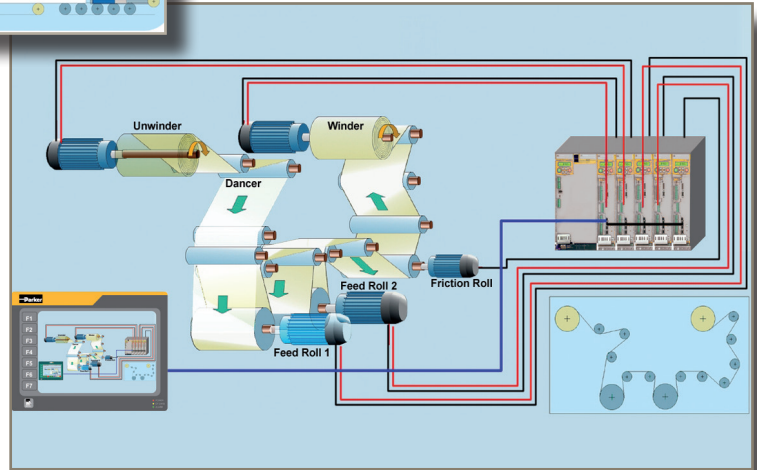 Unwinder
Winder
Dancer
Feed Roll 2
Friction Roll
Feed Roll 1
Parker
F1
F2
F3
F4
F5
F6
F7